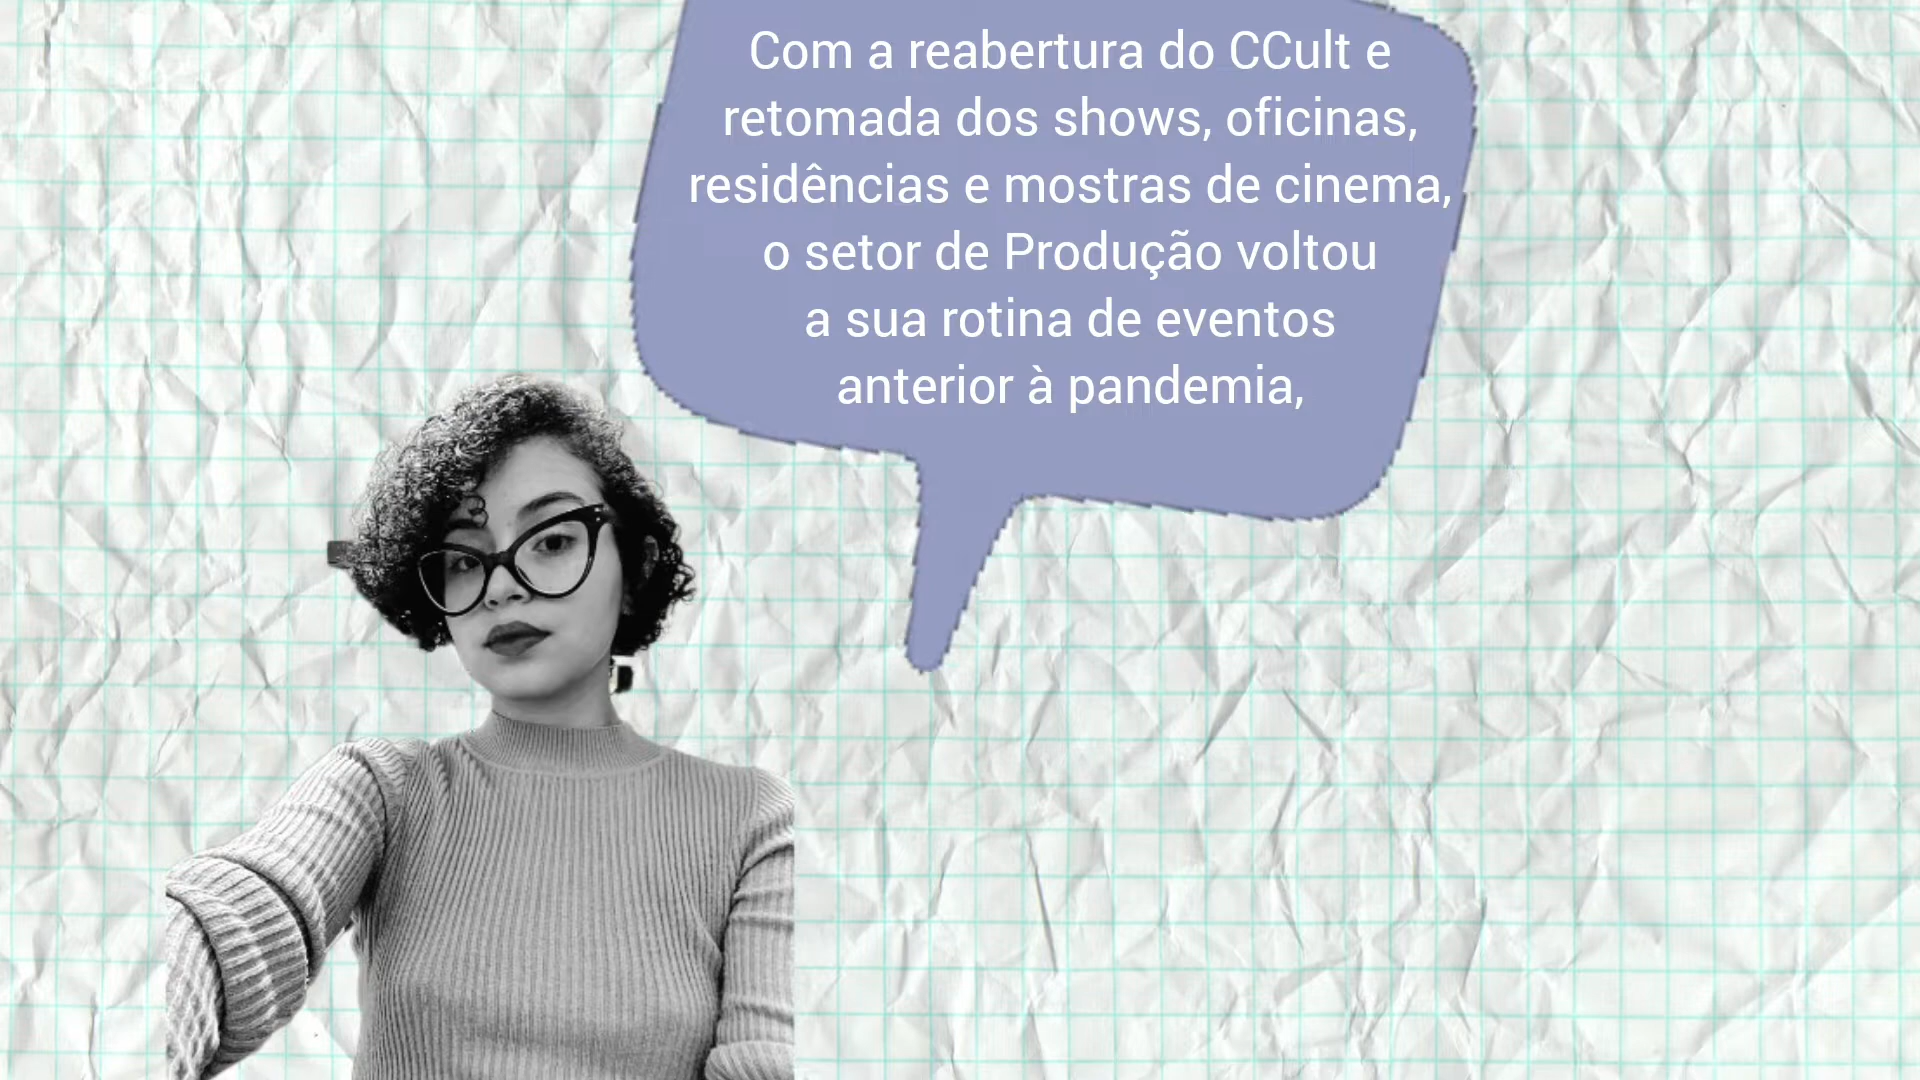 Com a reabertura do CCult e
retomada dos shows, oficinas,
residências e mostras de cinema,
o setor de Produção voltou
a sua rotina de eventos
anterior à pandemia,